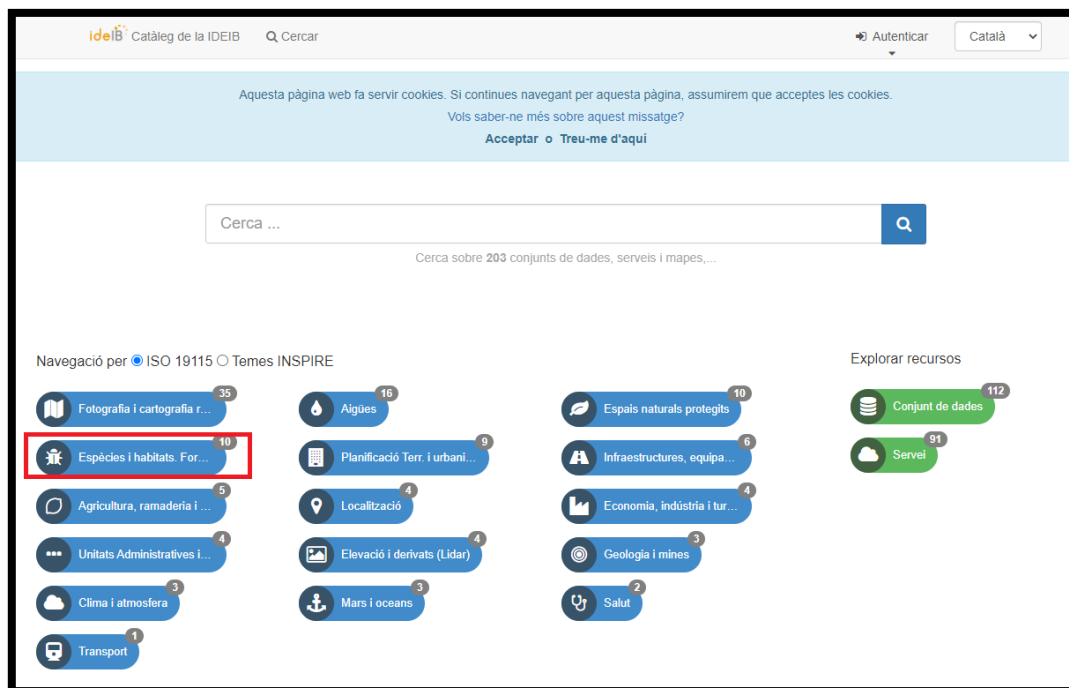 ideIB Catàleg de la IDEIB Cercar Autenticar Català
Aquesta pàgina web fa servir cookies. Si continues navegant per aquesta pàgina, assumirem que acceptes les cookies.
Vols saber-ne més sobre aquest missatge?
Acceptar o Treu-me d'aquí
Cerca ...
Cerca sobre 203 conjunts de dades, serveis i mapes,...
Navegació per ISO 19115 Temes INSPIRE
Fotografia i cartografia r... 35
Aigües 16
Espais naturals protegits 10
Espècies i habitats. For... 10
Planificació Terr. i urbani... 9
Infraestructures, equipa... 6
Agricultura, ramaderia i ... 5
Localització 4
Economia, indústria i tur... 4
Unitats Administratives i... 4
Elevació i derivats (Lidar) 4
Geologia i mines 3
Clima i atmosfera 3
Mars i oceans 3
Salut 2
Transport 1
Explorar recursos
Conjunt de dades 112
Servei 91